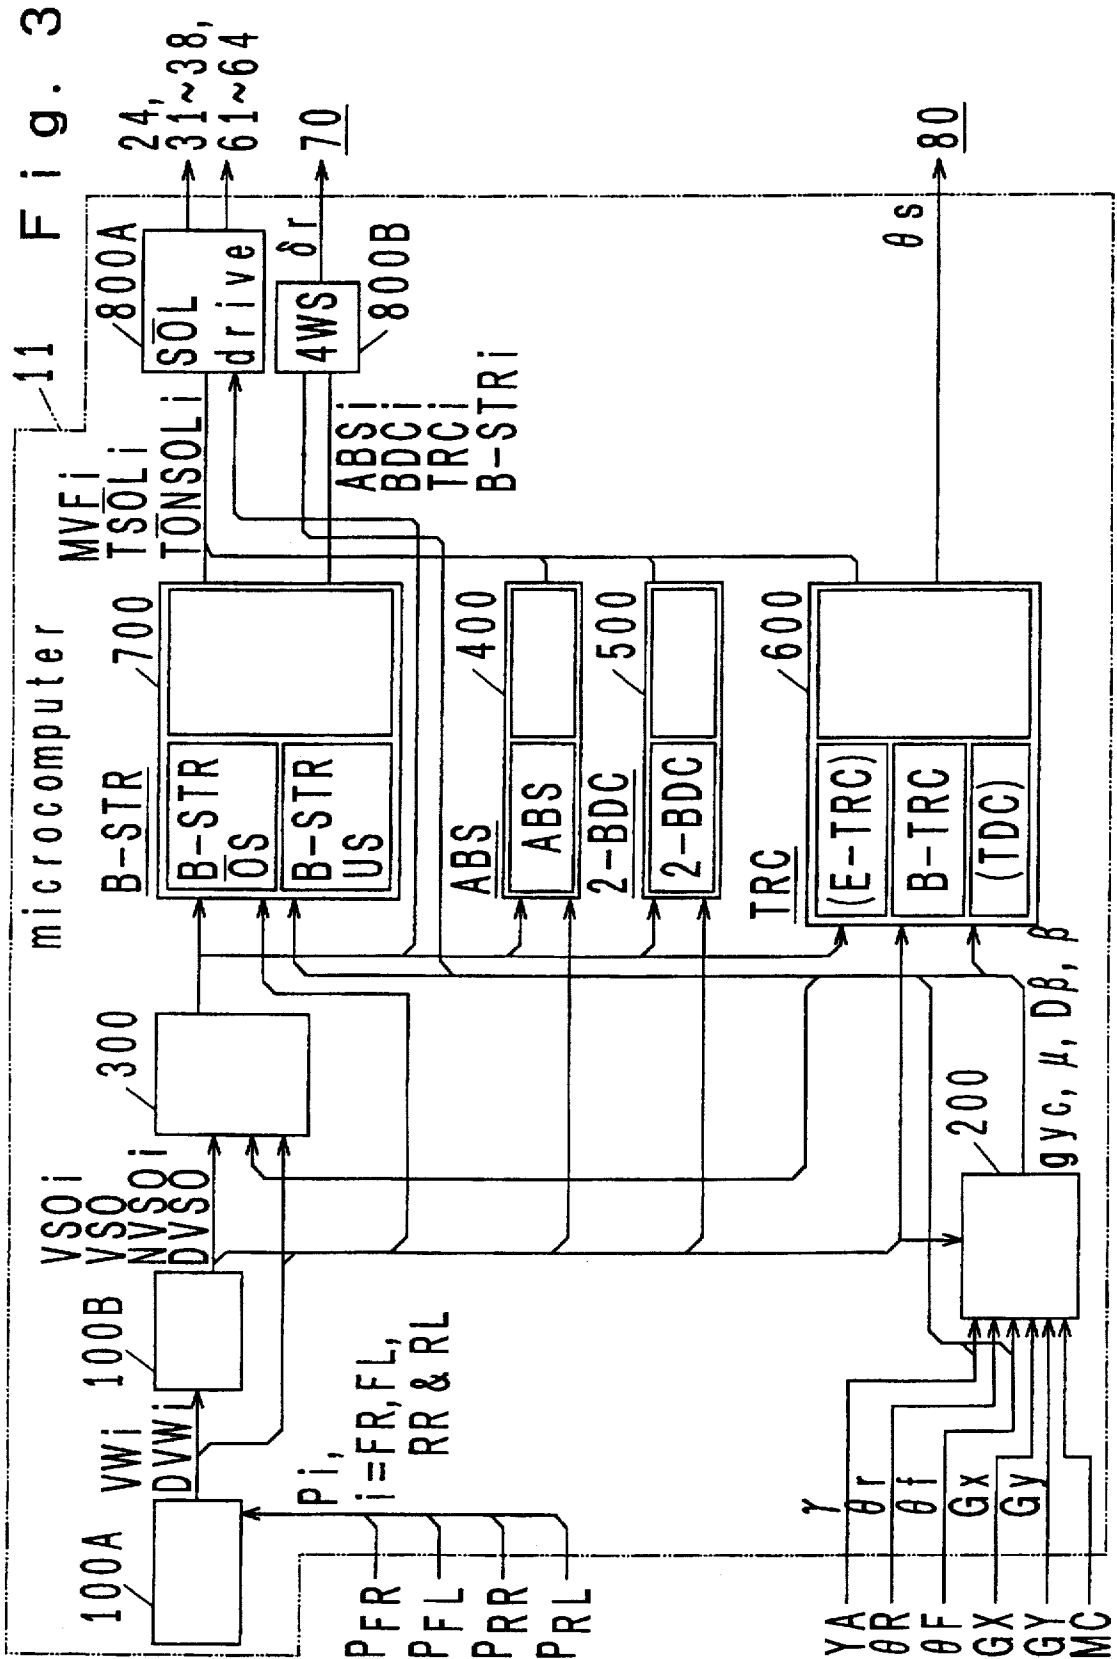 Fig. 3
11
microcomputer
24,
31~38,
61~64
70
80
800A
SOL
drive
δr
4WS
800B
θs
MVFi
TSOLi
TONSOLi
ABSi
BDCi
TRCi
B-STRi
B-STR
700
B-STR
OS
B-STR
US
ABS
400
ABS
2-BDC
500
2-BDC
TRC
600
(E-TRC)
B-TRC
(TDC)
300
VSOi
VSO
NVSOi
DVSO
100B
VWi
DVWi
100A
Pi,
i=FR,FL,
RR & RL
PFR
PFL
PRR
PRL
200
gyc, μ, Dβ, β
γ
θr
θf
Gx
Gy
YA
θR
θF
GX
GY
MC